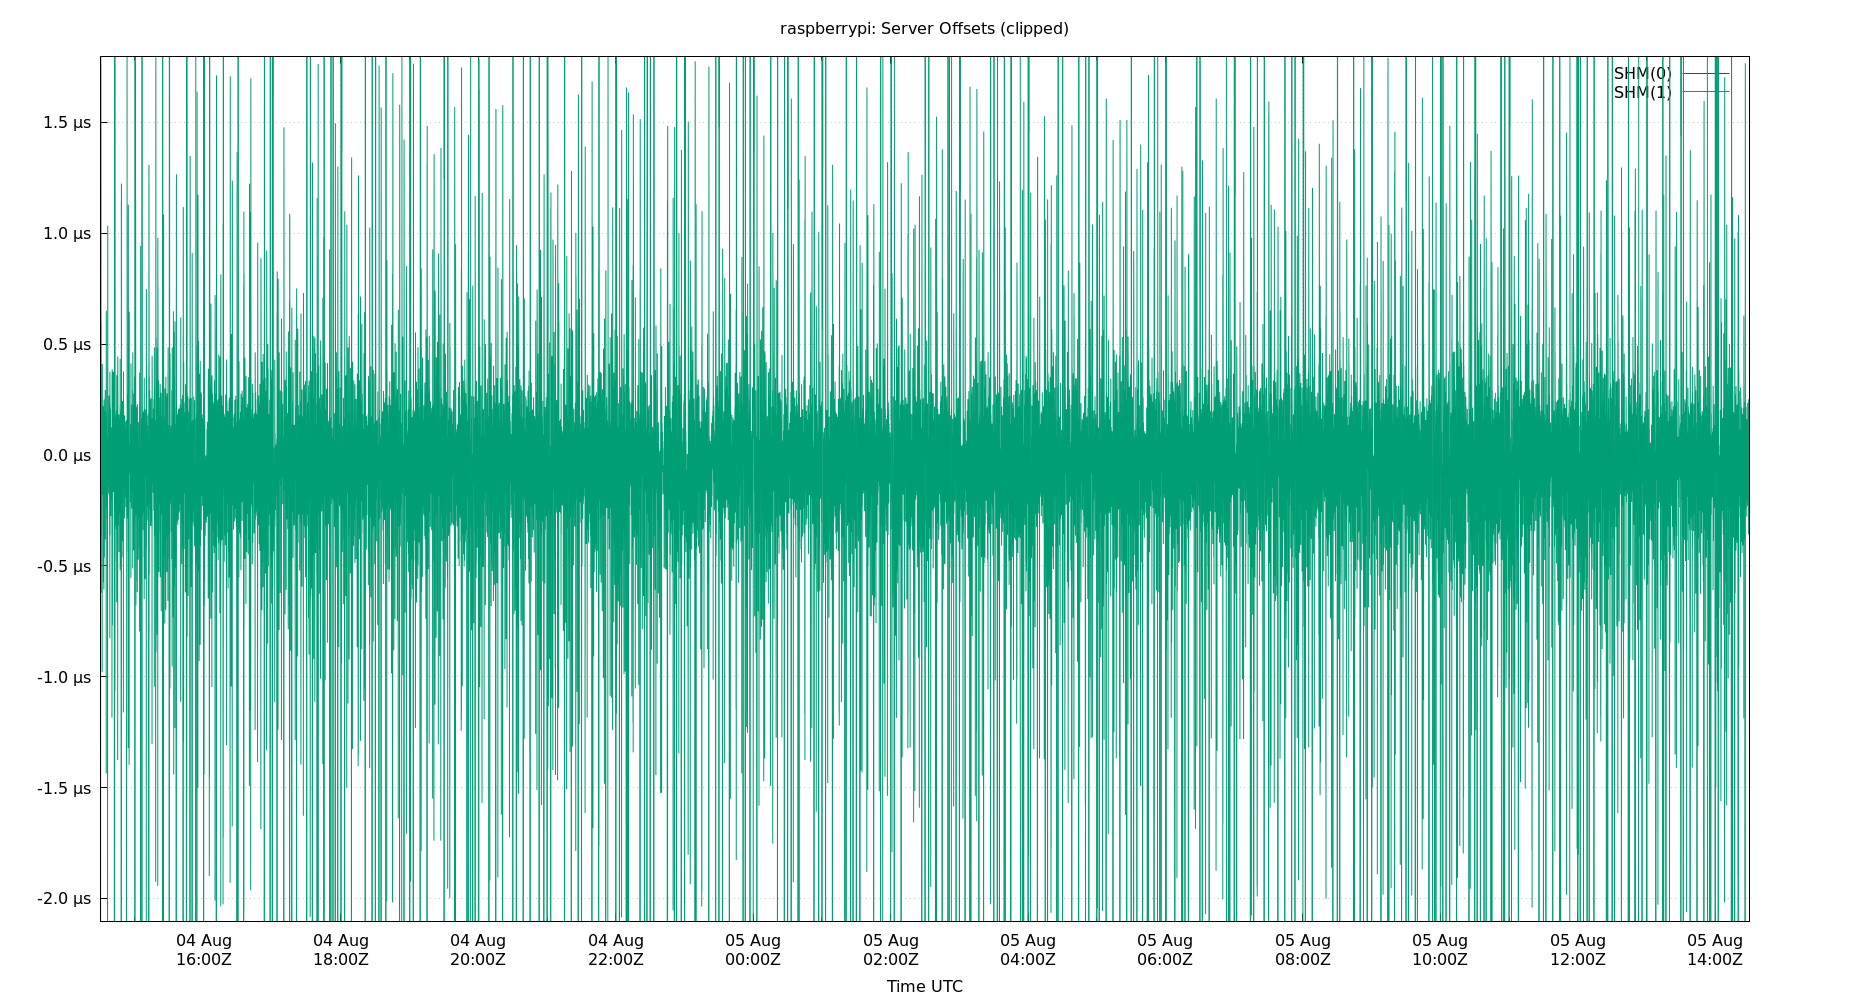 raspberrypi: Server Offsets (clipped)
SHM(0)
SHM(1)
1.5 µs
1.0 µs
0.5 µs
0.0 µs
-0.5 µs
-1.0 µs
-1.5 µs
-2.0 µs
04 Aug 04 Aug 04 Aug 04 Aug 05 Aug 05 Aug 05 Aug 05 Aug 05 Aug 05 Aug 05 Aug 05 Aug
16:00Z 18:00Z 20:00Z 22:00Z 00:00Z 02:00Z 04:00Z 06:00Z 08:00Z 10:00Z 12:00Z 14:00Z
Time UTC